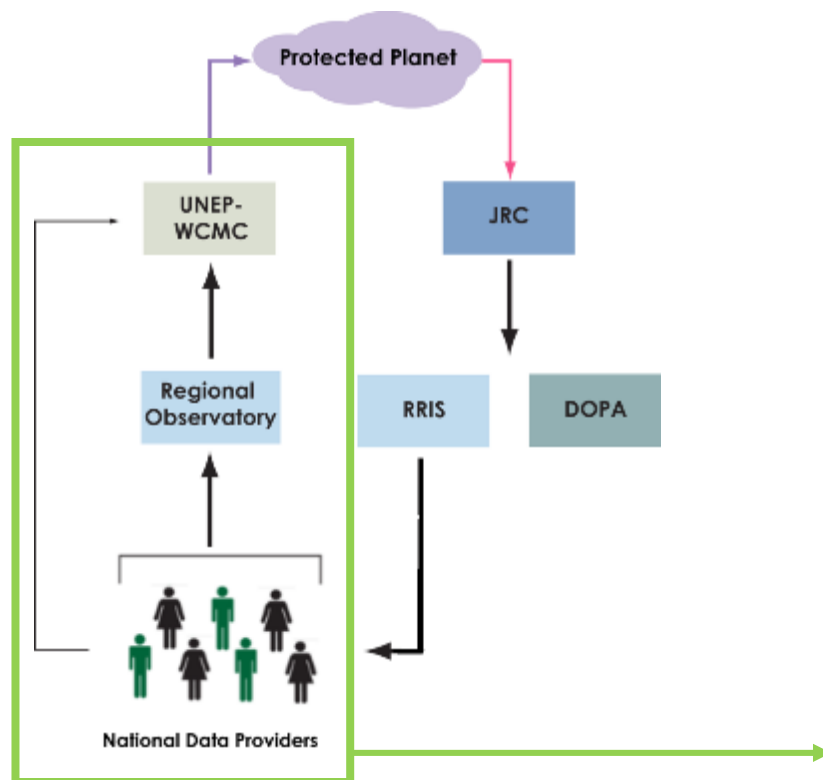 Protected Planet
UNEP-
WCMC
JRC
Regional
Observatory
RRIS
DOPA
National Data Providers